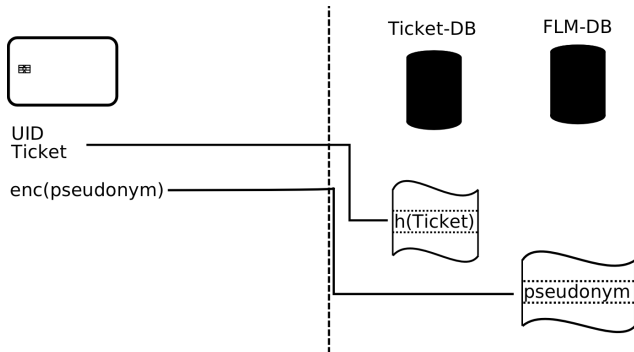 Ticket-DB
FLM-DB
UID
Ticket
enc(pseudonym)
h(Ticket)
pseudonym